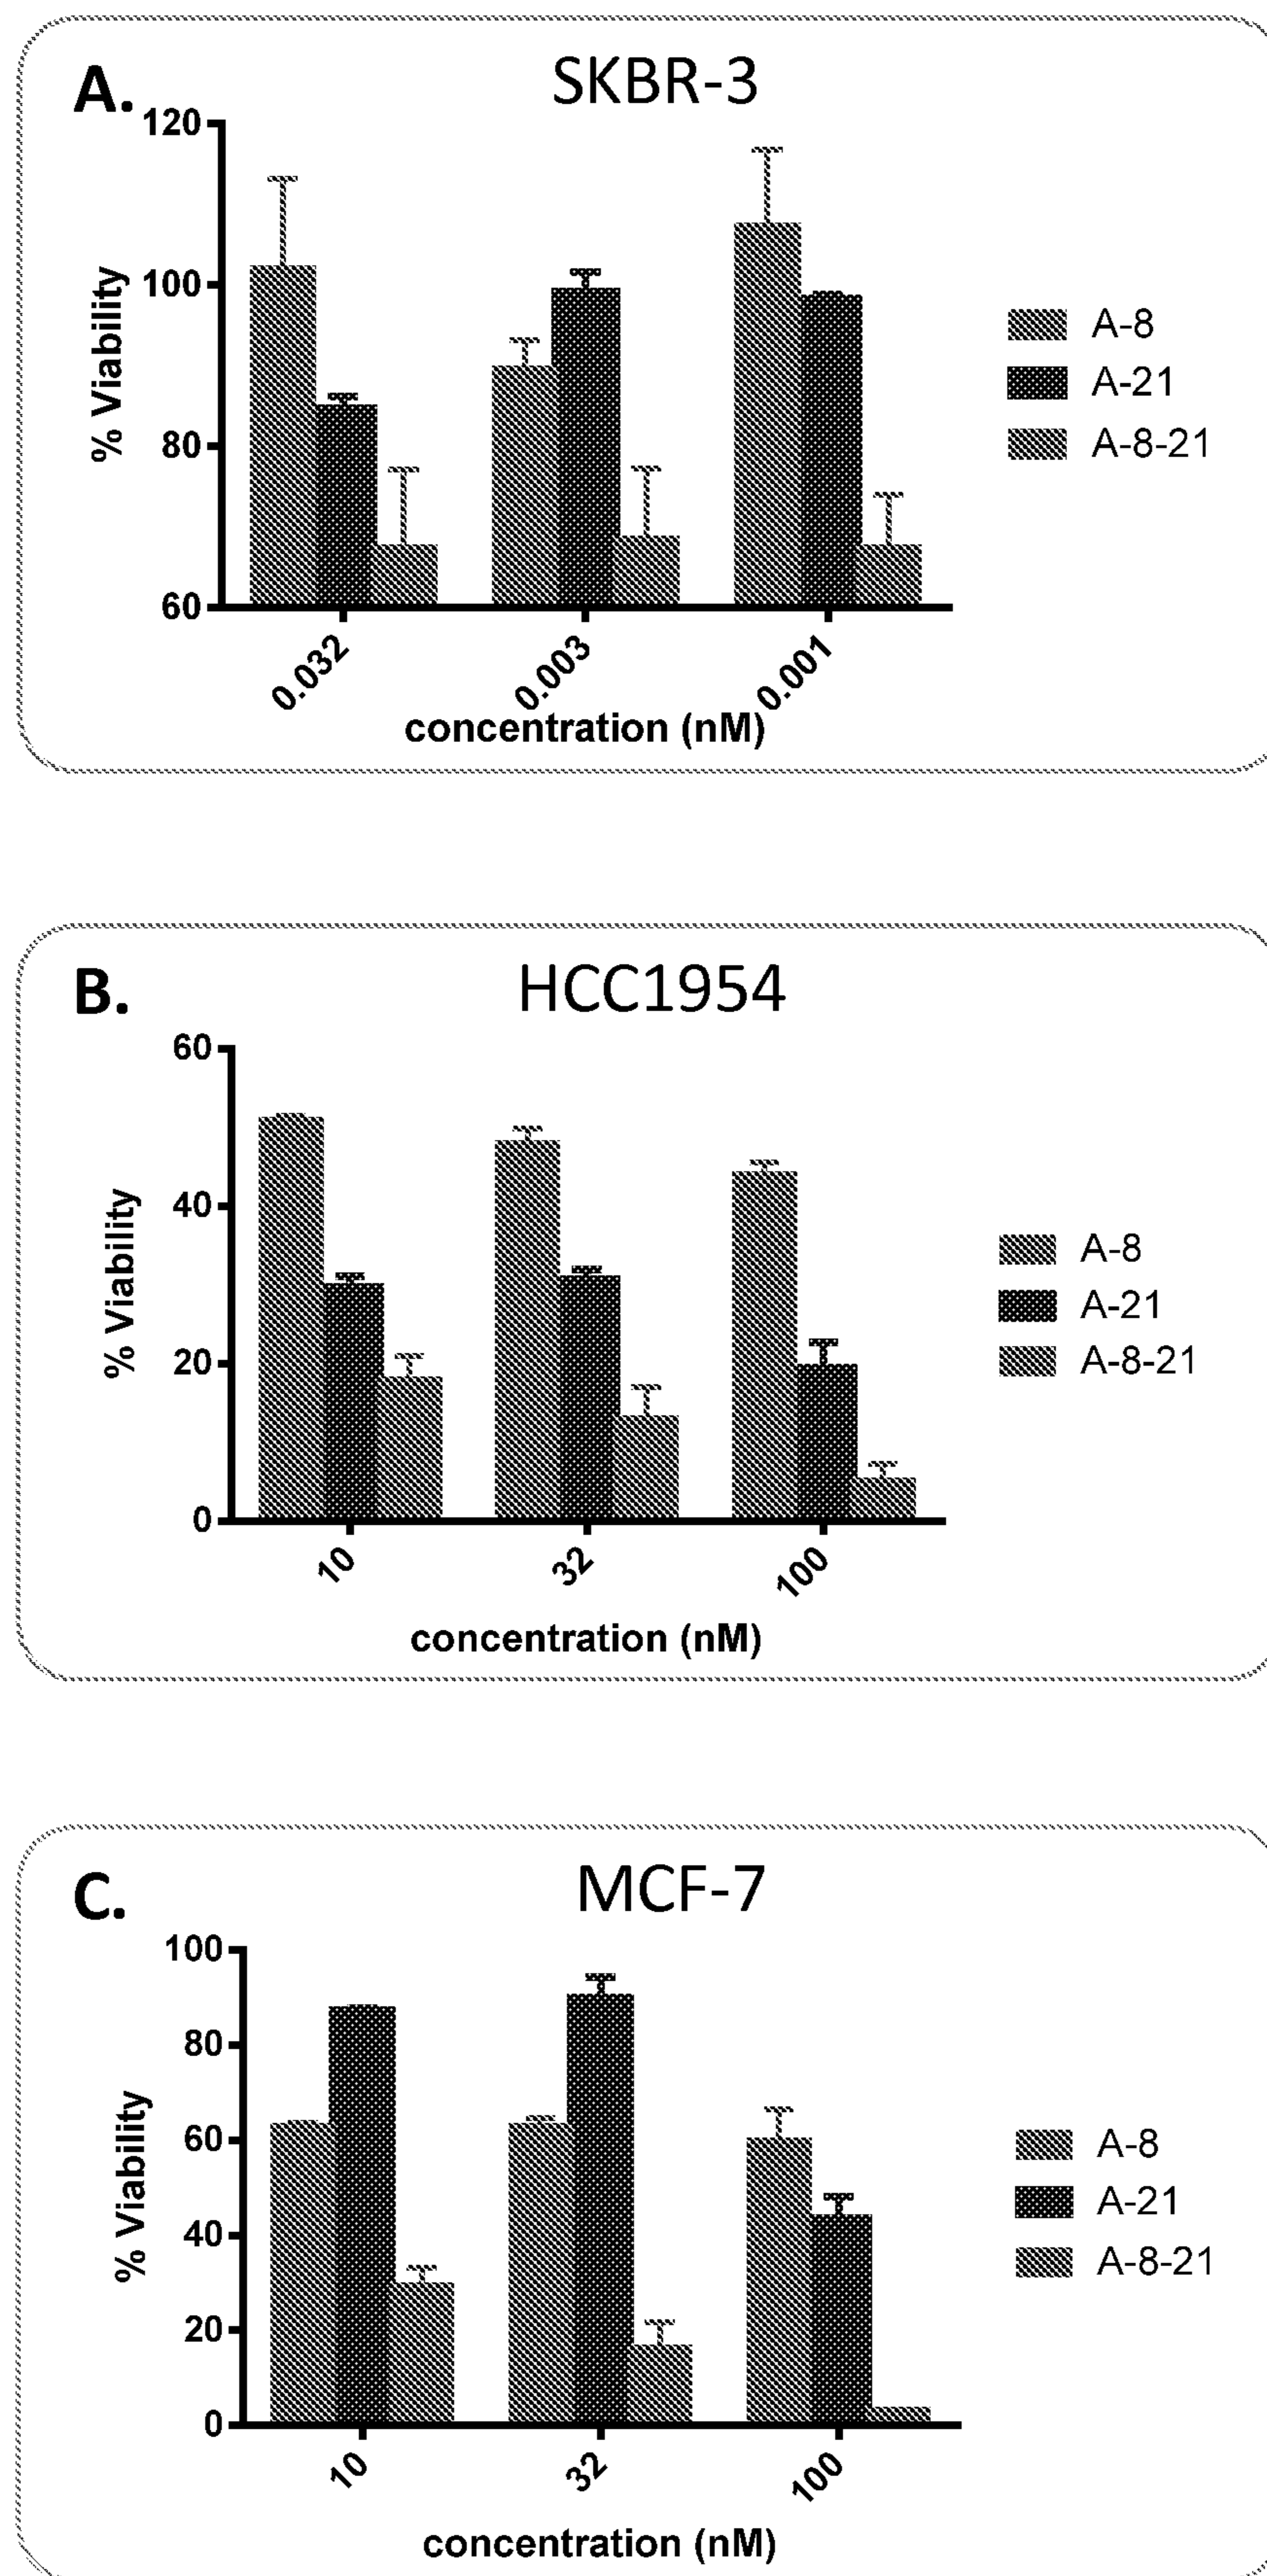 A.
SKBR-3
120
100
80
60
% Viability
0.032
0.003
0.001
concentration (nM)
A-8
A-21
A-8-21
B.
HCC1954
60
40
20
0
% Viability
10
32
100
concentration (nM)
A-8
A-21
A-8-21
C.
MCF-7
100
80
60
40
20
0
% Viability
10
32
100
concentration (nM)
A-8
A-21
A-8-21